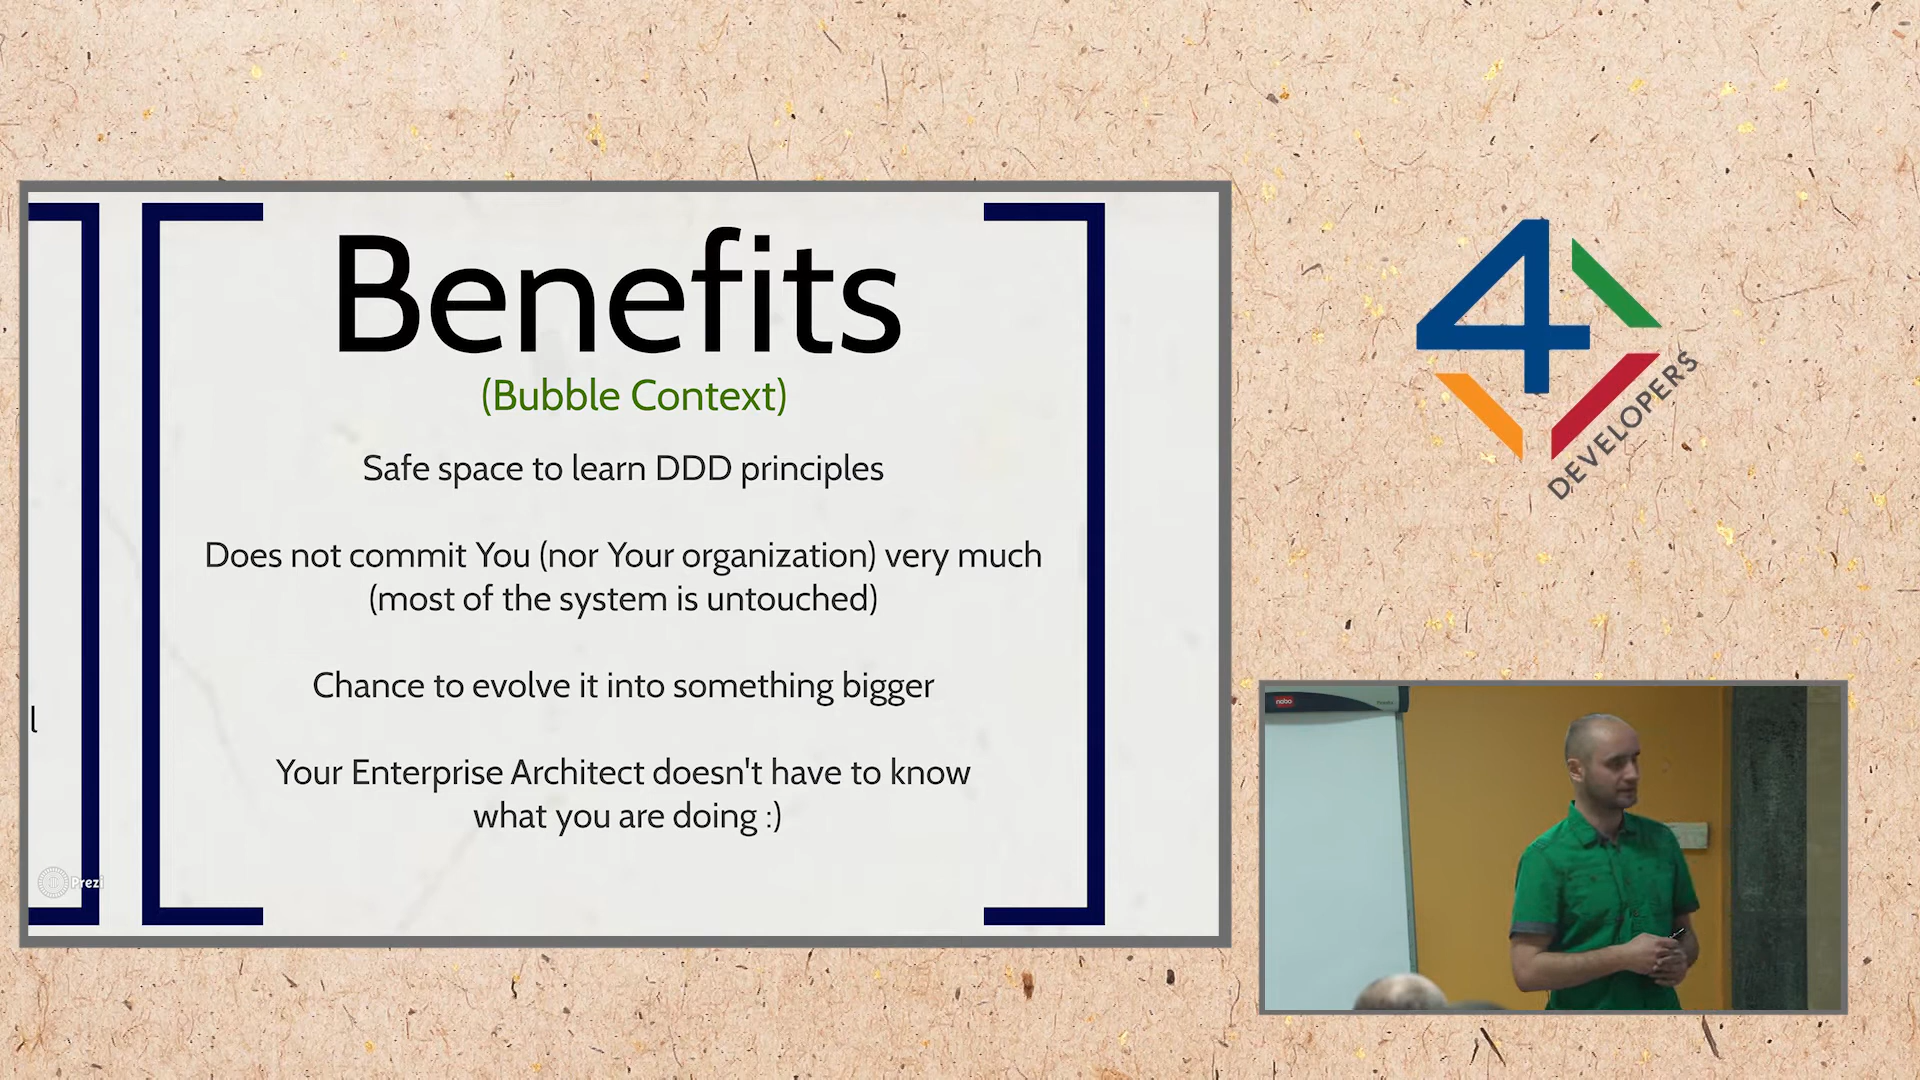 Benefits
(Bubble Context)
Safe space to learn DDD principles
Does not commit You (nor Your organization) very much
(most of the system is untouched)
Chance to evolve it into something bigger
Your Enterprise Architect doesn't have to know
what you are doing :)
l
Prezi
4
DEVELOPERS
nobo